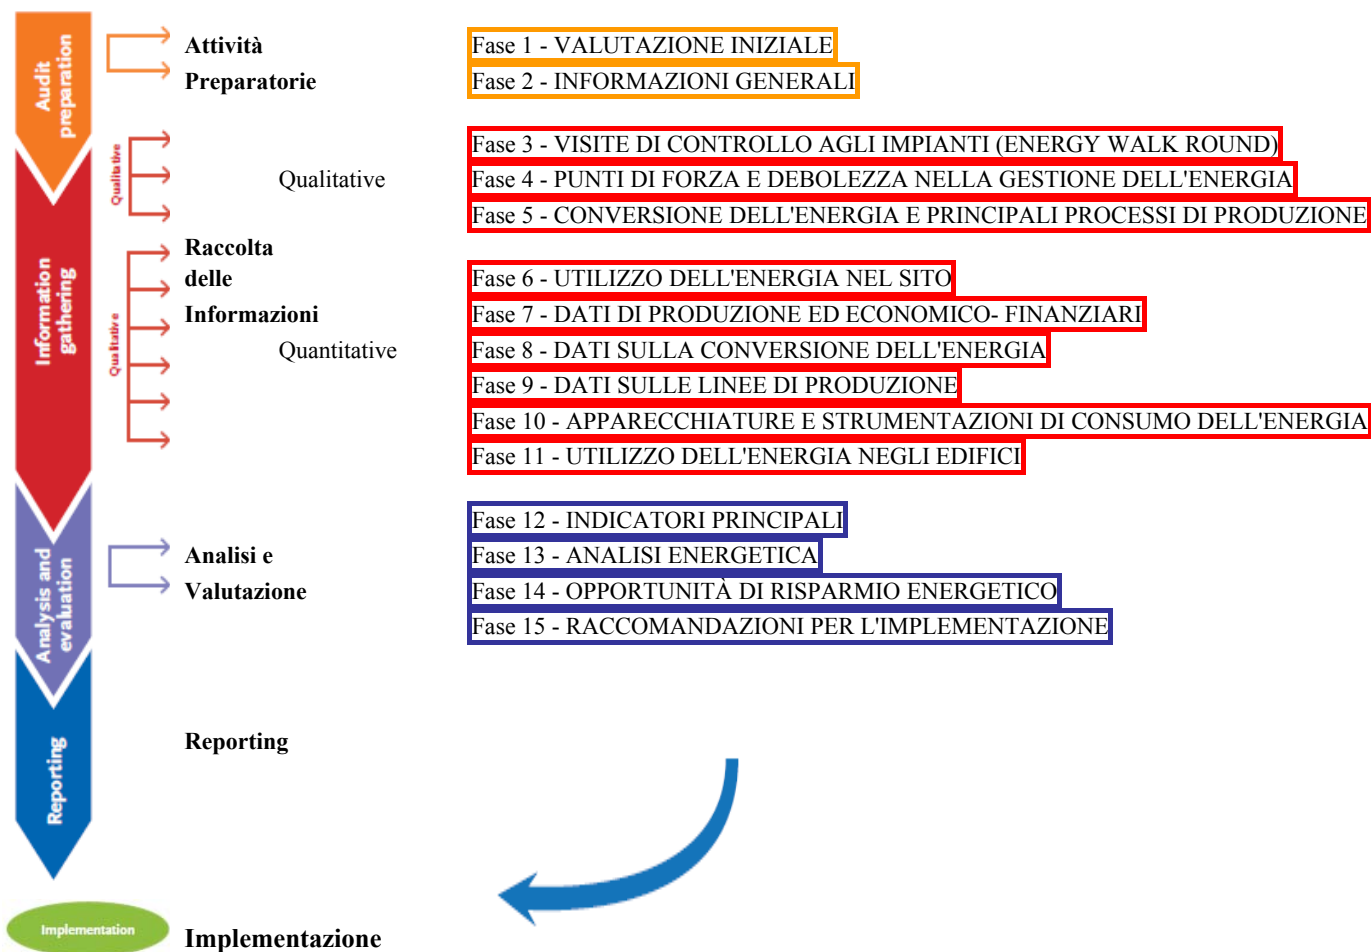 Audit
preparation
Attività
Preparatorie
Fase 1 - VALUTAZIONE INIZIALE
Fase 2 - INFORMAZIONI GENERALI
Information
gathering
Qualitative
Qualitative
Fase 3 - VISITE DI CONTROLLO AGLI IMPIANTI (ENERGY WALK ROUND)
Fase 4 - PUNTI DI FORZA E DEBOLEZZA NELLA GESTIONE DELL'ENERGIA
Fase 5 - CONVERSIONE DELL'ENERGIA E PRINCIPALI PROCESSI DI PRODUZIONE
Raccolta
delle
Informazioni
Qualitative
Quantitative
Fase 6 - UTILIZZO DELL'ENERGIA NEL SITO
Fase 7 - DATI DI PRODUZIONE ED ECONOMICO- FINANZIARI
Fase 8 - DATI SULLA CONVERSIONE DELL'ENERGIA
Fase 9 - DATI SULLE LINEE DI PRODUZIONE
Fase 10 - APPARECCHIATURE E STRUMENTAZIONI DI CONSUMO DELL'ENERGIA
Fase 11 - UTILIZZO DELL'ENERGIA NEGLI EDIFICI
Analysis and
evaluation
Analisi e
Valutazione
Fase 12 - INDICATORI PRINCIPALI
Fase 13 - ANALISI ENERGETICA
Fase 14 - OPPORTUNITÀ DI RISPARMIO ENERGETICO
Fase 15 - RACCOMANDAZIONI PER L'IMPLEMENTAZIONE
Reporting
Reporting
Implementation
Implementazione